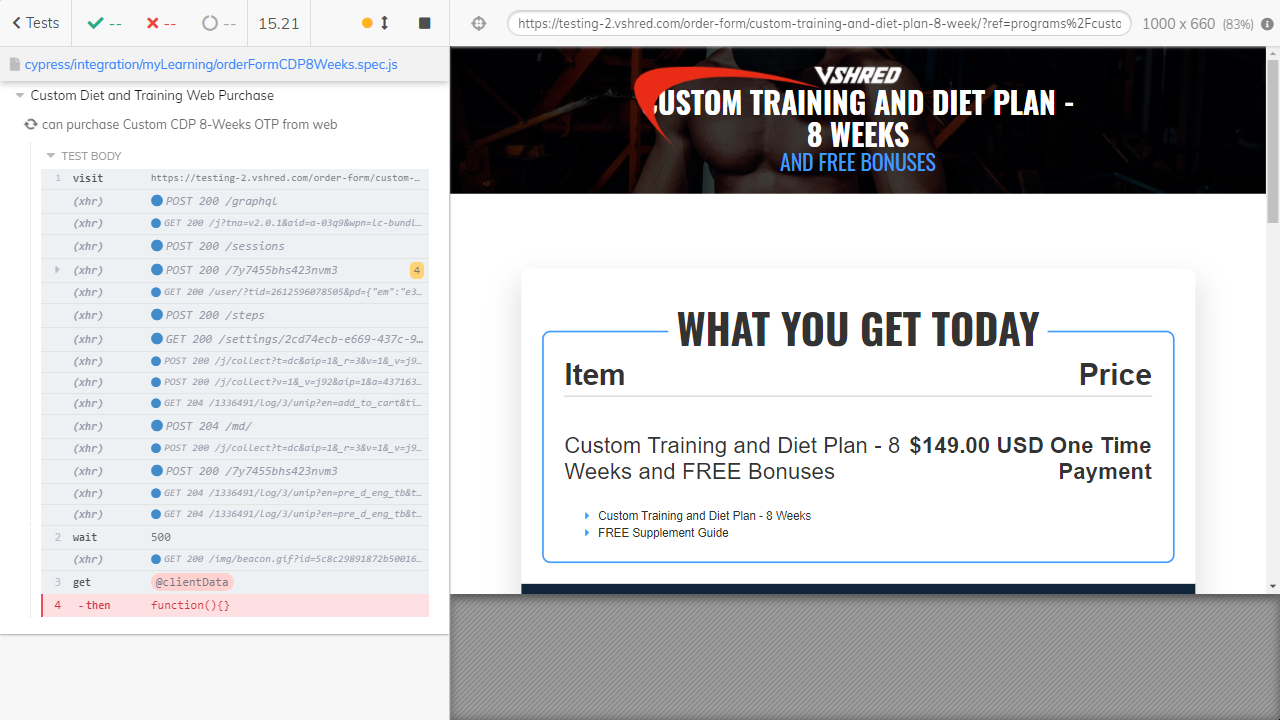 Tests
--
--
--
15.21
https://testing-2.vshred.com/order-form/custom-training-and-diet-plan-8-week/?ref=programs%2Fcusto
1000 x 660 (83%)
cypress/integration/myLearning/orderFormCDP8Weeks.spec.js
Custom Diet and Training Web Purchase
can purchase Custom CDP 8-Weeks OTP from web
TEST BODY
1 visit https://testing-2.vshred.com/order-form/custom-...
(xhr) POST 200 /graphql
(xhr) GET 200 /j?tna=v2.0.1&aid=a-03q9&wpn=lc-bundl...
(xhr) POST 200 /sessions
(xhr) POST 200 /7y7455bhs423nvm3 4
(xhr) GET 200 /user/?tid=2612596078505&pd={"em":"e3...
(xhr) POST 200 /steps
(xhr) GET 200 /settings/2cd74ecb-e669-437c-9...
(xhr) POST 200 /j/collect?t=dc&aip=1&_r=3&v=1&_v=j9...
(xhr) POST 200 /j/collect?v=1&_v=j92&aip=1&a=437163...
(xhr) GET 204 /1336491/log/3/unip?en=add_to_cart&ti...
(xhr) POST 204 /md/
(xhr) POST 200 /j/collect?t=dc&aip=1&_r=3&v=1&_v=j9...
(xhr) POST 200 /7y7455bhs423nvm3
(xhr) GET 204 /1336491/log/3/unip?en=pre_d_eng_tb&t...
(xhr) GET 204 /1336491/log/3/unip?en=pre_d_eng_tb&t...
2 wait 500
(xhr) GET 200 /img/beacon.gif?id=5c8c29891872b50016...
3 get @clientData
4 -then function(){}
VSHRED
CUSTOM TRAINING AND DIET PLAN -
8 WEEKS
AND FREE BONUSES
WHAT YOU GET TODAY
Item Price
Custom Training and Diet Plan - 8 $149.00 USD One Time
Weeks and FREE Bonuses Payment
Custom Training and Diet Plan - 8 Weeks
FREE Supplement Guide